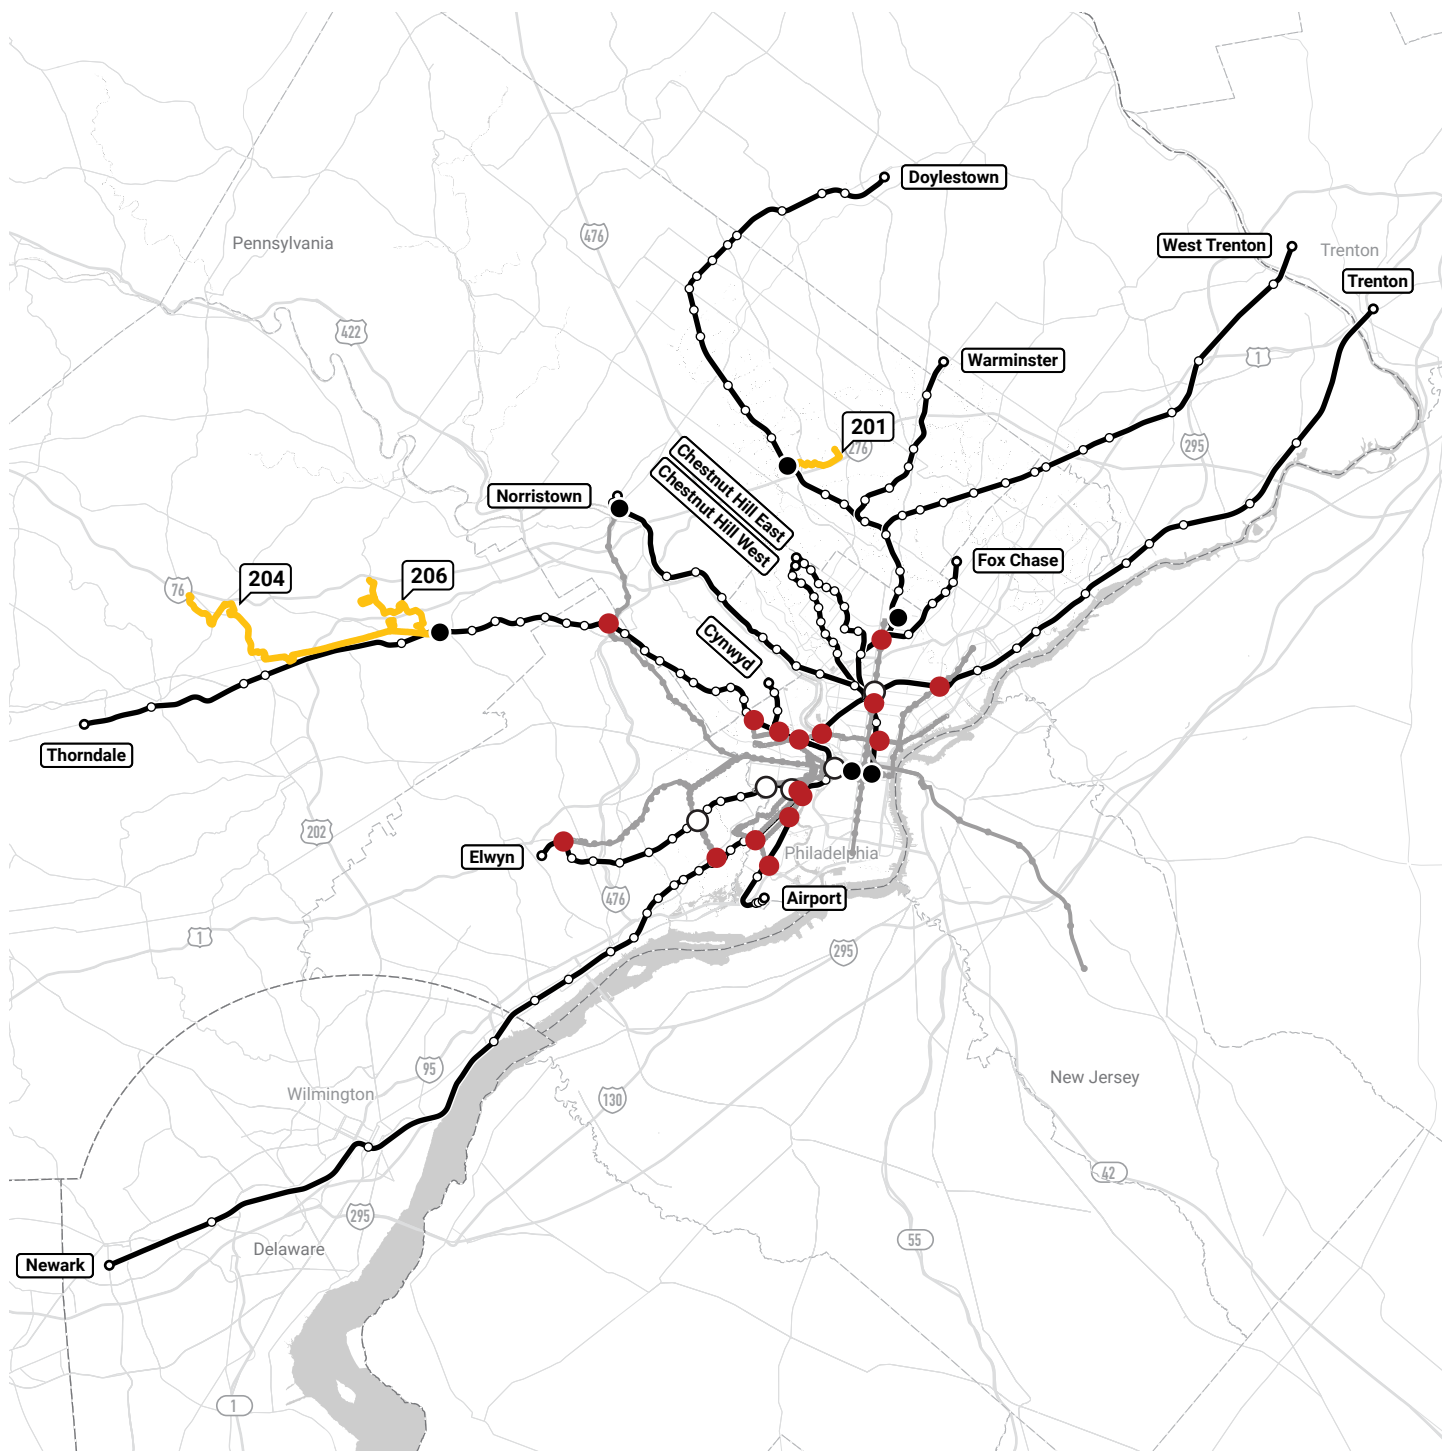 Doylestown
Pennsylvania
476
West Trenton
Trenton
Trenton
422
1
Warminster
201
276
295
Chestnut Hill East
Chestnut Hill West
Norristown
Fox Chase
76
204
206
Cynwyd
Thorndale
202
Elwyn
Philadelphia
476
Airport
1
295
95
Wilmington
130
New Jersey
42
295
55
Delaware
Newark
1